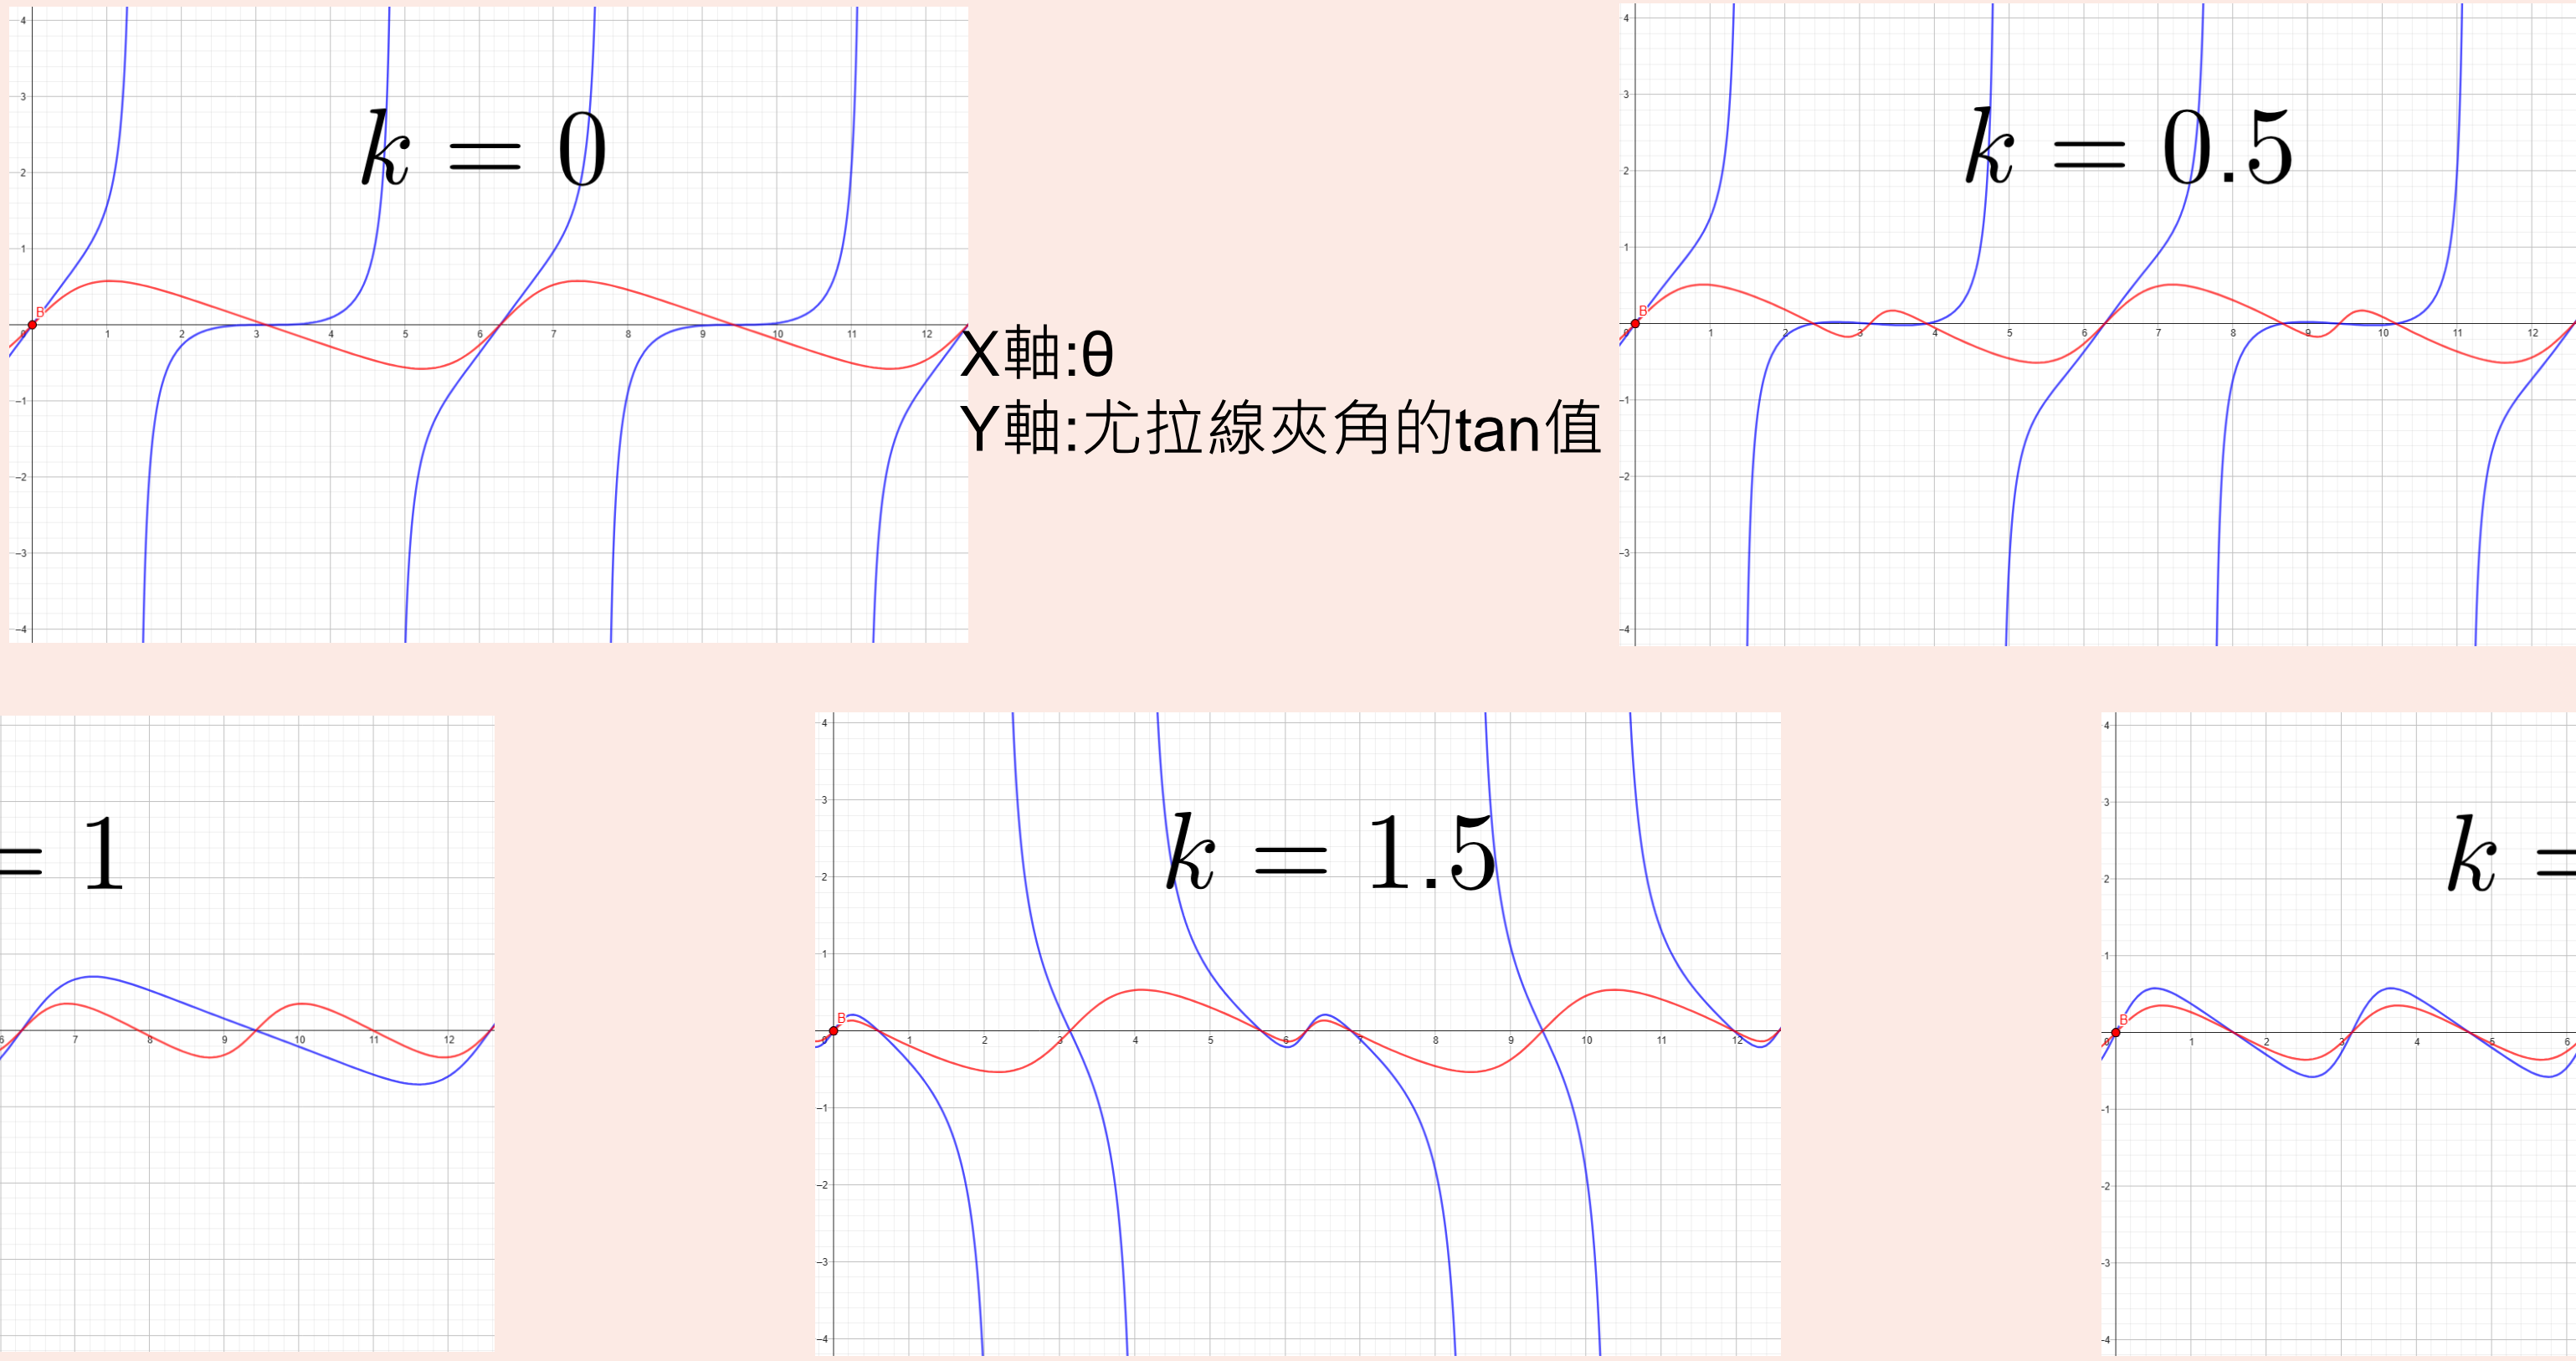 k = 0
k = 0.5
X軸:θ
Y軸:尤拉線夾角的tan值
= 1
k = 1.5
k =